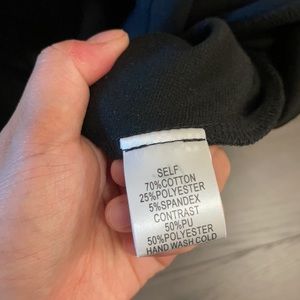 SELF
70%COTTON
25%POLYESTER
5%SPANDEX
CONTRAST
50%PU
50%POLYESTER
HAND WASH COLD